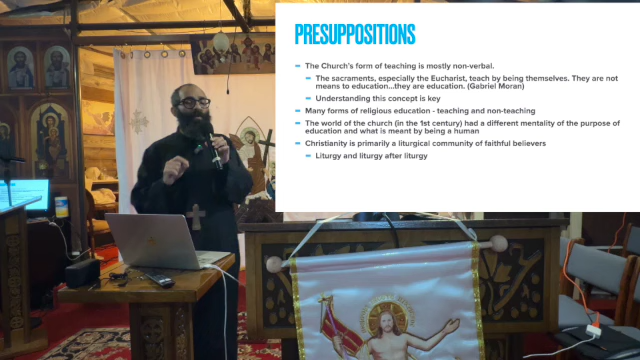 PRESUPPOSITIONS
The Church's form of teaching is mostly non-verbal.
The sacraments, especially the Eucharist, teach by being themselves. They are not
means to education...they are education. (Gabriel Moran)
Understanding this concept is key
Many forms of religious education - teaching and non-teaching
The world of the church (in the 1st century) had a different mentality of the purpose of
education and what is meant by being a human
Christianity is primarily a liturgical community of faithful believers
Liturgy and liturgy after liturgy